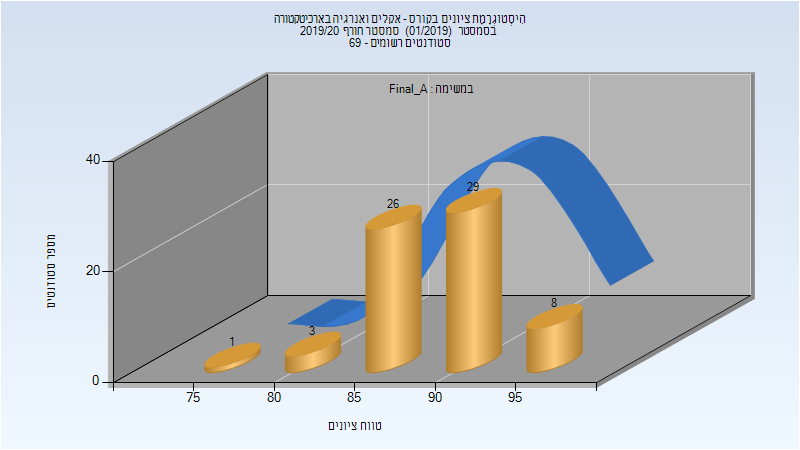 היסטוגרמת ציונים בקורס - אקלים ואנרגיה בארכיטקטורה
בסמסטר (01/2019) סמסטר חורף 2019/20
סטודנטים רשומים - 69
במשימה : Final_A
מספר סטודנטים
40
20
0
1
3
26
29
8
75
80
85
90
95
טווח ציונים